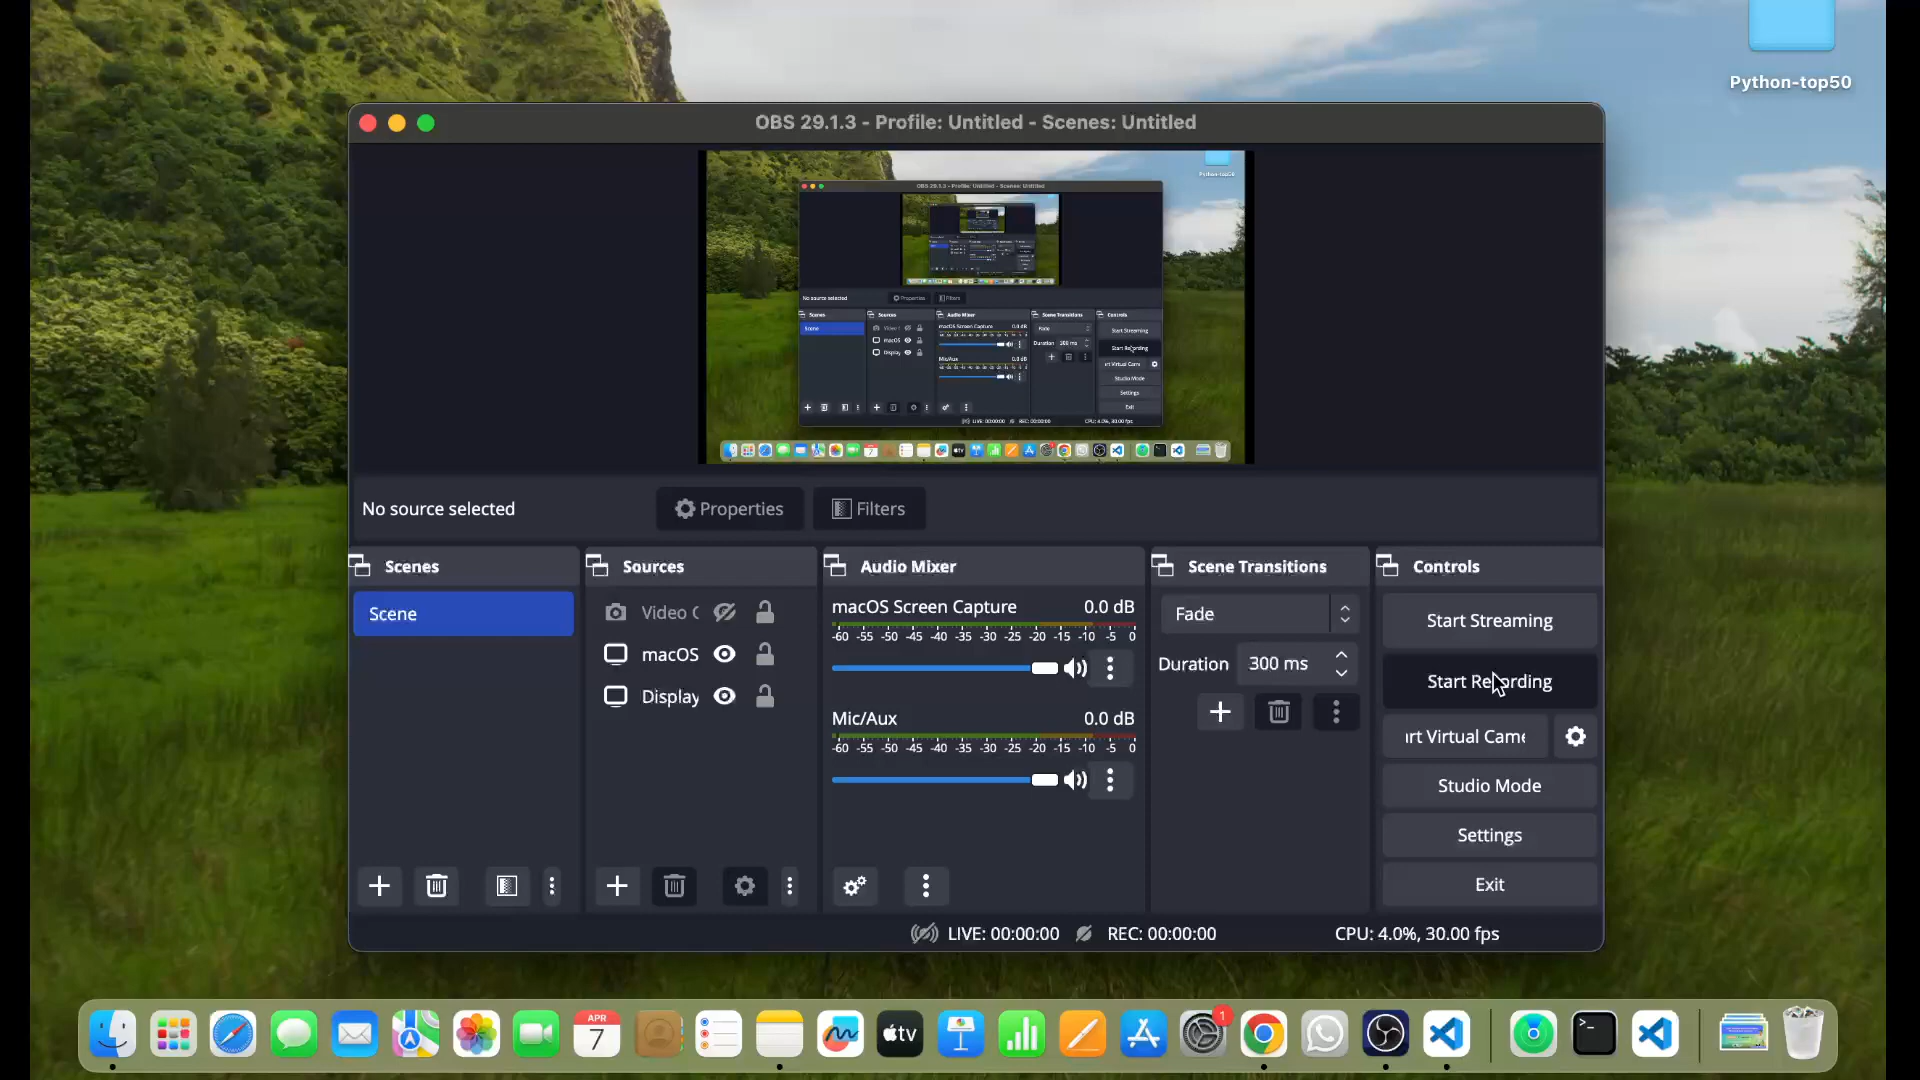 Python-top50
OBS 29.1.3 - Profile: Untitled - Scenes: Untitled
No source selected
Properties
Filters
Scenes
Sources
Audio Mixer
Scene Transitions
Controls
Scene
Video C
macOS
Display
macOS Screen Capture 0.0 dB
-60 -55 -50 -45 -40 -35 -30 -25 -20 -15 -10 -5 0
Mic/Aux 0.0 dB
-60 -55 -50 -45 -40 -35 -30 -25 -20 -15 -10 -5 0
Fade
Duration 300 ms
Start Streaming
Start Recording
rt Virtual Came
Studio Mode
Settings
Exit
LIVE: 00:00:00
REC: 00:00:00
CPU: 4.0%, 30.00 fps
APR
7
tv
1
>_